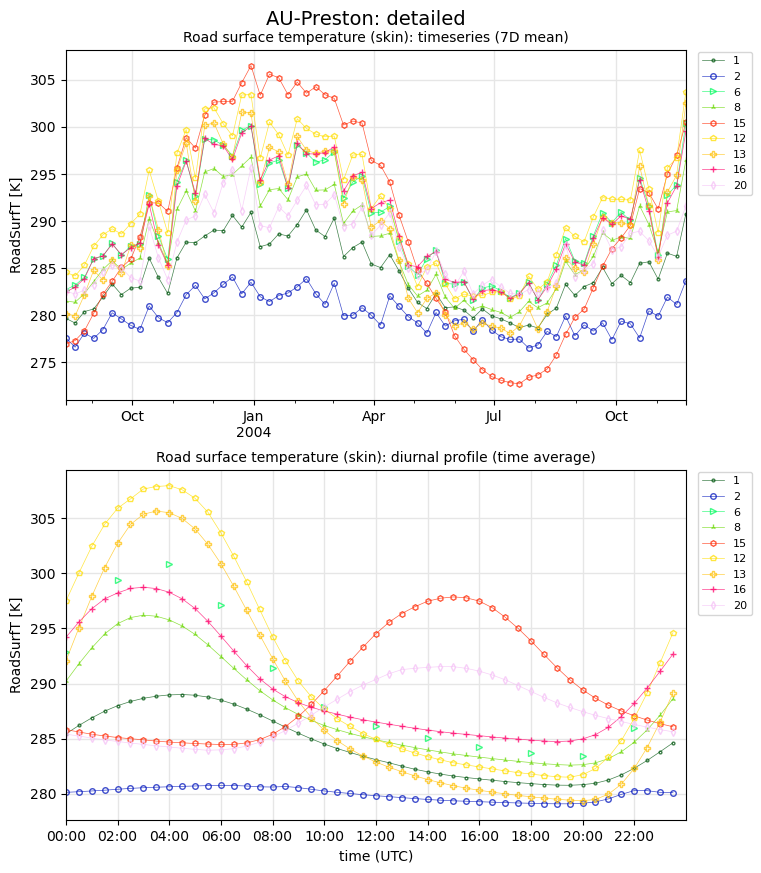 AU-Preston: detailed
Road surface temperature (skin): timeseries (7D mean)
305
300
295
290
285
280
275
RoadSurfT [K]
Oct
Jan
2004
Apr
Jul
Oct
1
2
6
8
15
12
13
16
20
Road surface temperature (skin): diurnal profile (time average)
305
300
295
290
285
280
RoadSurfT [K]
00:00 02:00 04:00 06:00 08:00 10:00 12:00 14:00 16:00 18:00 20:00 22:00
time (UTC)
1
2
6
8
15
12
13
16
20